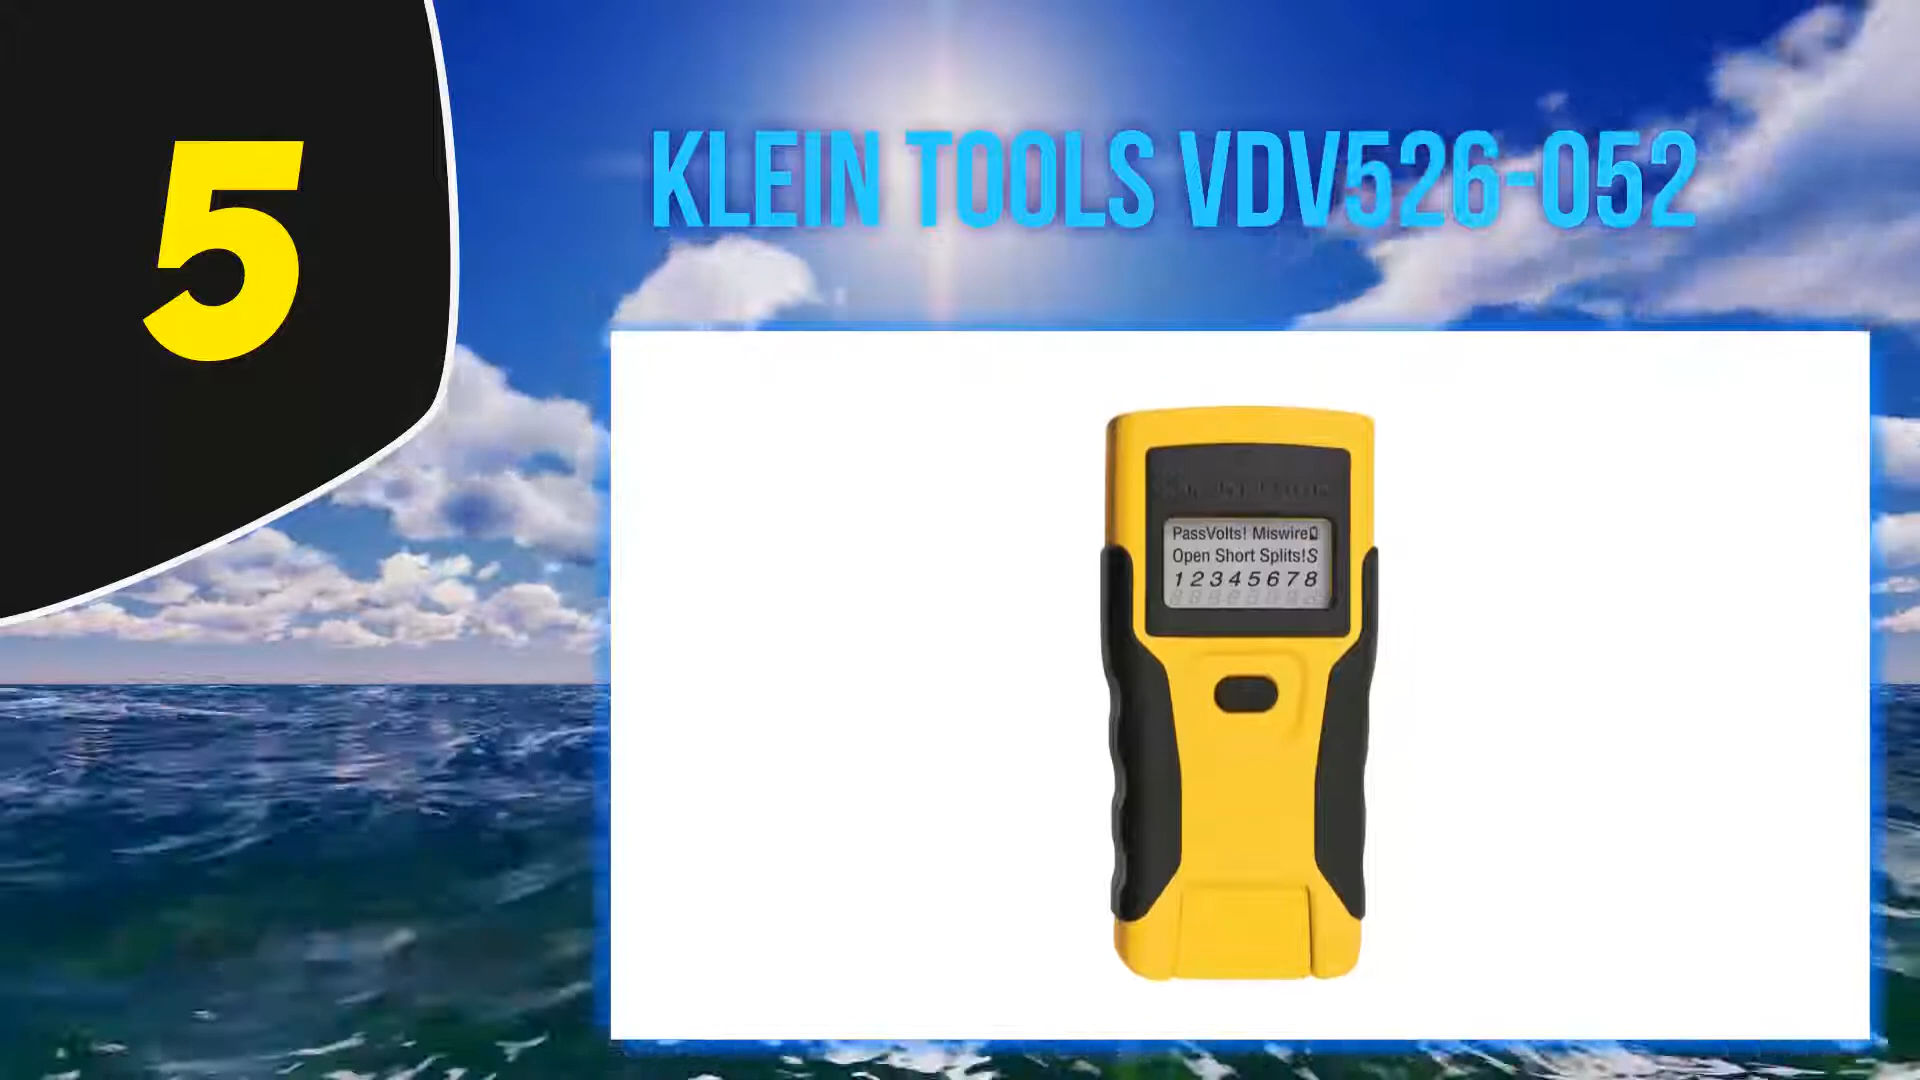 5
KLEIN TOOLS VDV526-052
PassVolts! Miswire
Open Short Splits!S
12345678